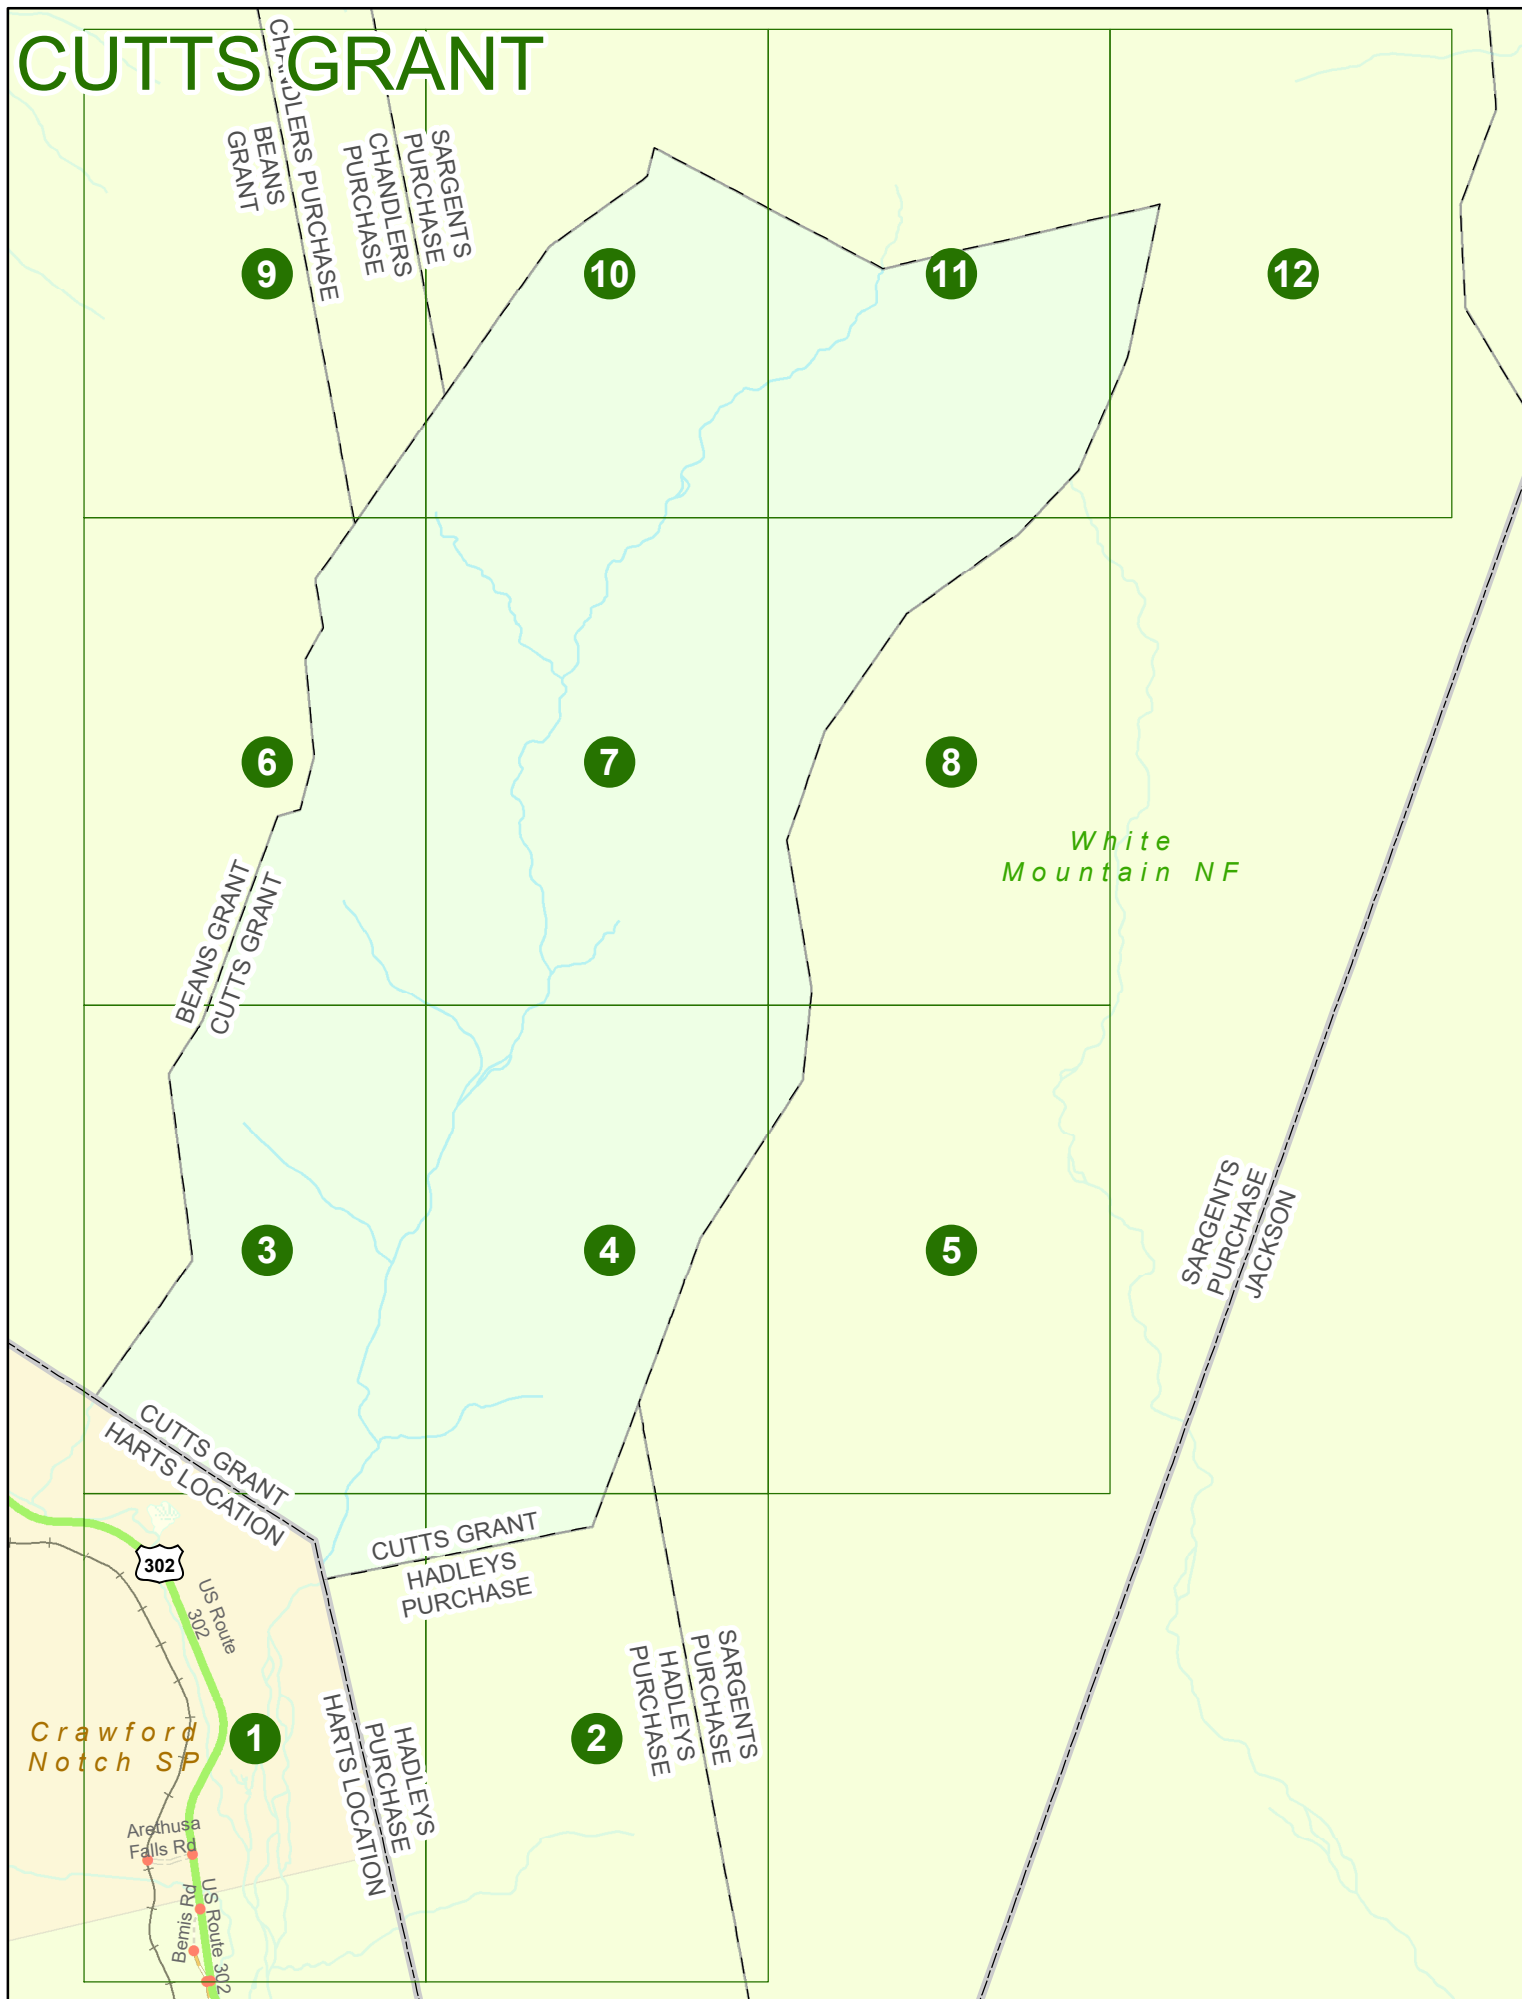 CUTTS GRANT
CHANDLERS PURCHASE
BEANS
GRANT
SARGENTS
PURCHASE
CHANDLERS
PURCHASE
9
10
11
12
6
7
8
White
Mountain NF
BEANS GRANT
CUTTS GRANT
3
4
5
SARGENTS
PURCHASE
JACKSON
CUTTS GRANT
HARTS LOCATION
CUTTS GRANT
HADLEYS
PURCHASE
302
US Route
302
SARGENTS
PURCHASE
HADLEYS
PURCHASE
Crawford
Notch SP
1
2
HADLEYS
PURCHASE
HARTS LOCATION
Arethusa
Falls Rd
Bemis Rd
US Route 302